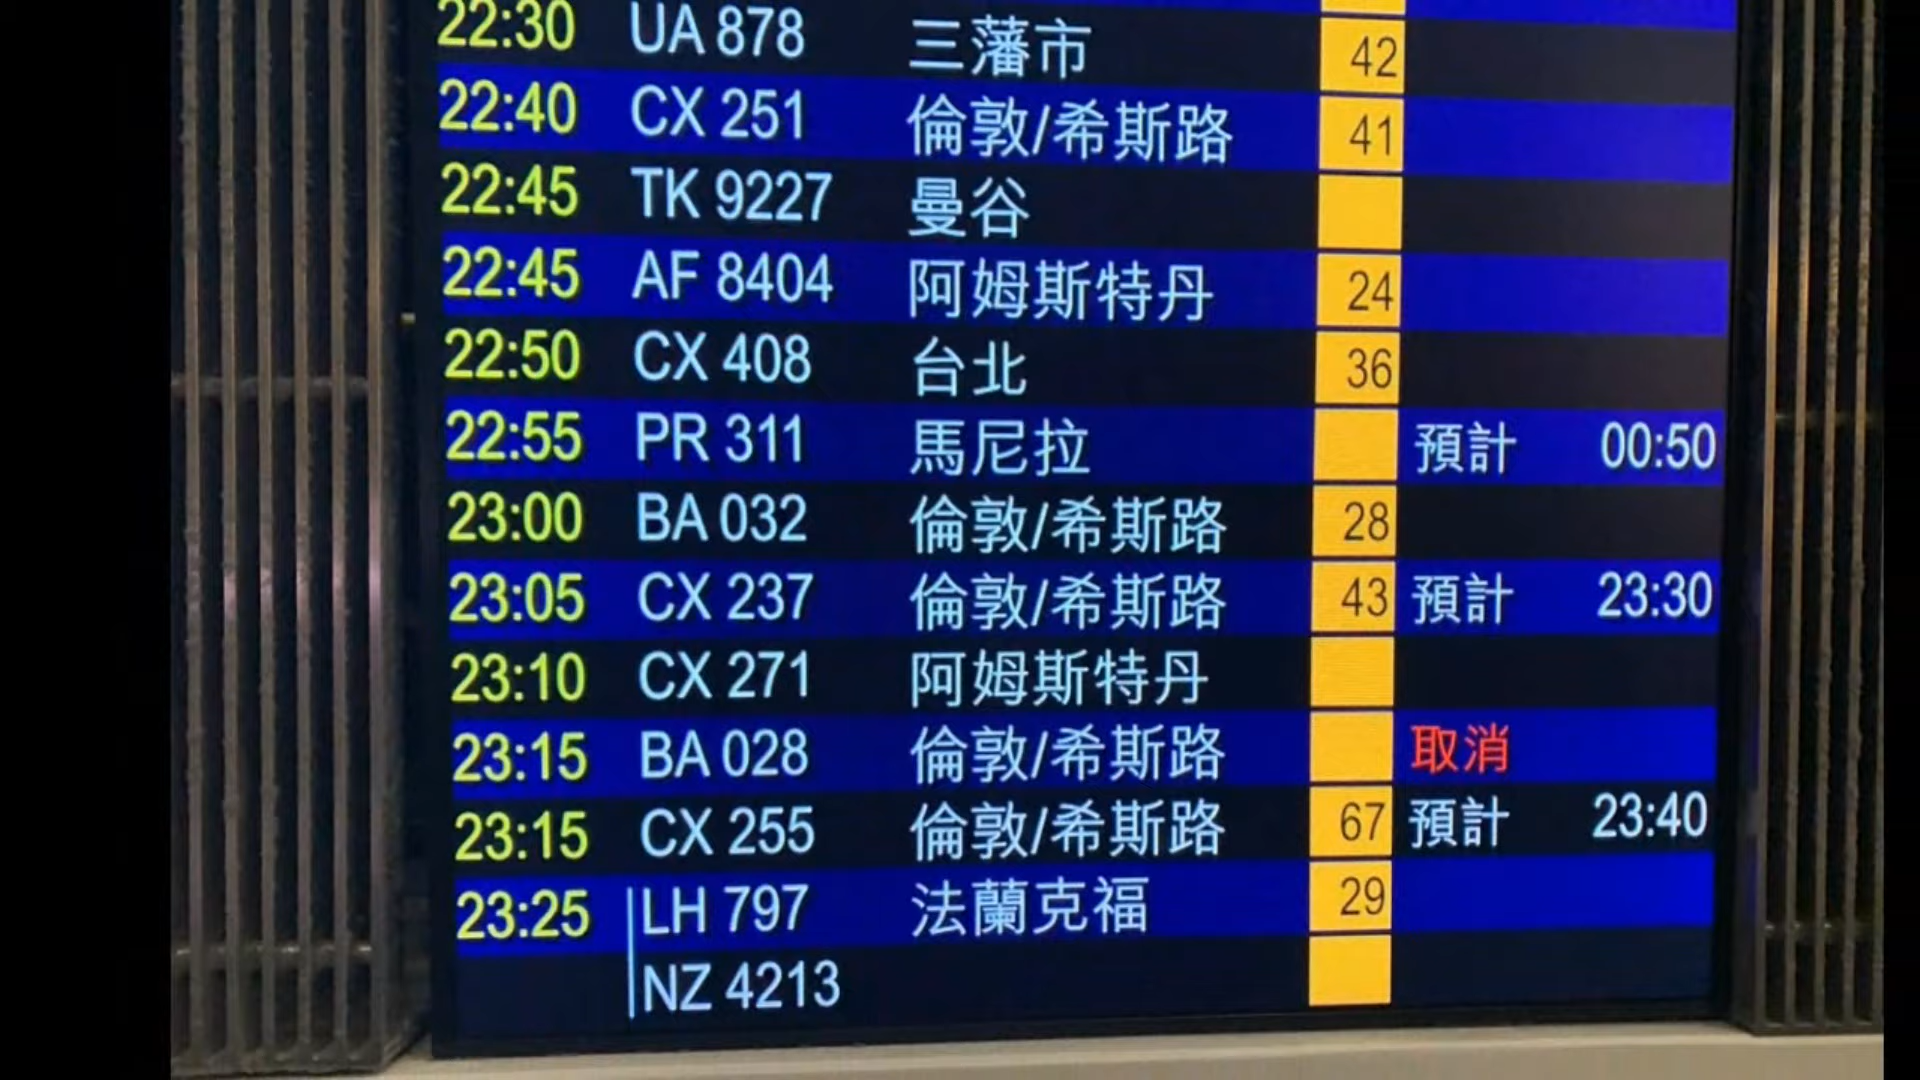 22:30 UA 878 三藩市 42
22:40 CX 251 倫敦/希斯路 41
22:45 TK 9227 曼谷
22:45 AF 8404 阿姆斯特丹 24
22:50 CX 408 台北 36
22:55 PR 311 馬尼拉 預計 00:50
23:00 BA 032 倫敦/希斯路 28
23:05 CX 237 倫敦/希斯路 43 預計 23:30
23:10 CX 271 阿姆斯特丹
23:15 BA 028 倫敦/希斯路 取消
23:15 CX 255 倫敦/希斯路 67 預計 23:40
23:25 LH 797 法蘭克福 29
NZ 4213